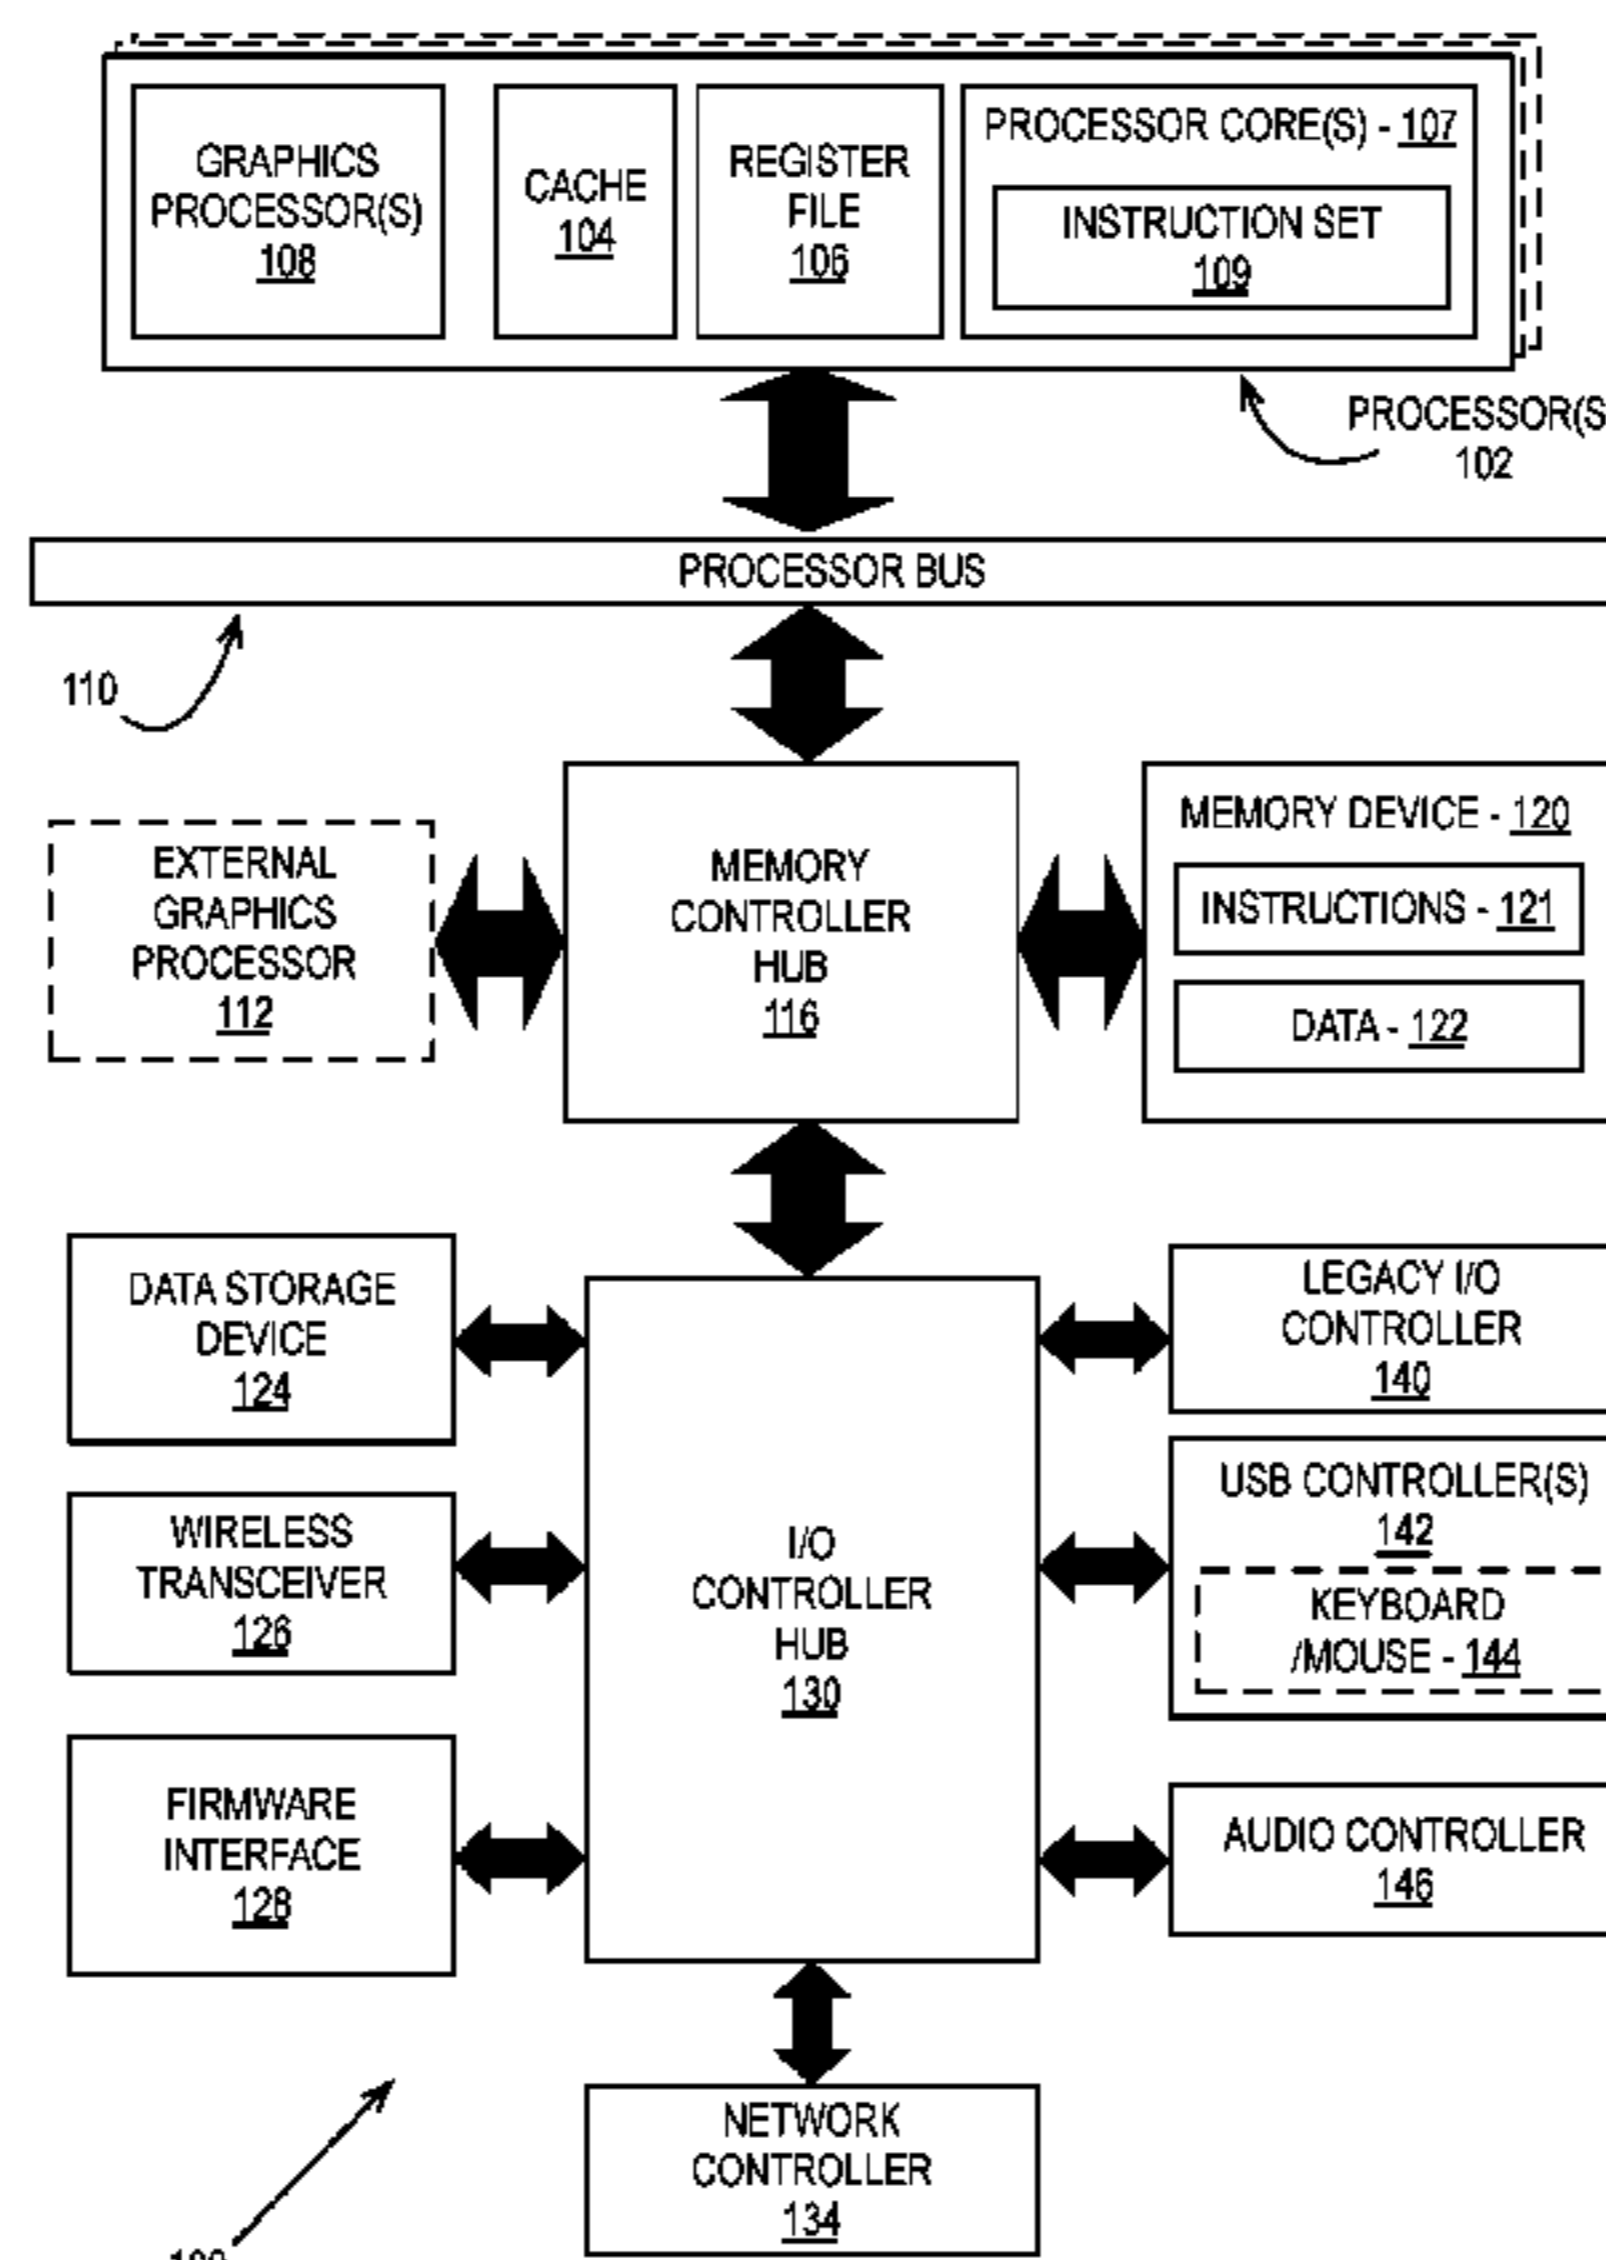 GRAPHICS
PROCESSOR(S)
108
CACHE
104
REGISTER
FILE
106
PROCESSOR CORE(S) - 107
INSTRUCTION SET
109
PROCESSOR(S
102
PROCESSOR BUS
110
EXTERNAL
GRAPHICS
PROCESSOR
112
MEMORY
CONTROLLER
HUB
116
MEMORY DEVICE - 120
INSTRUCTIONS - 121
DATA - 122
DATA STORAGE
DEVICE
124
WIRELESS
TRANSCEIVER
126
FIRMWARE
INTERFACE
128
I/O
CONTROLLER
HUB
130
LEGACY I/O
CONTROLLER
140
USB CONTROLLER(S)
142
KEYBOARD
/MOUSE - 144
AUDIO CONTROLLER
146
NETWORK
CONTROLLER
134